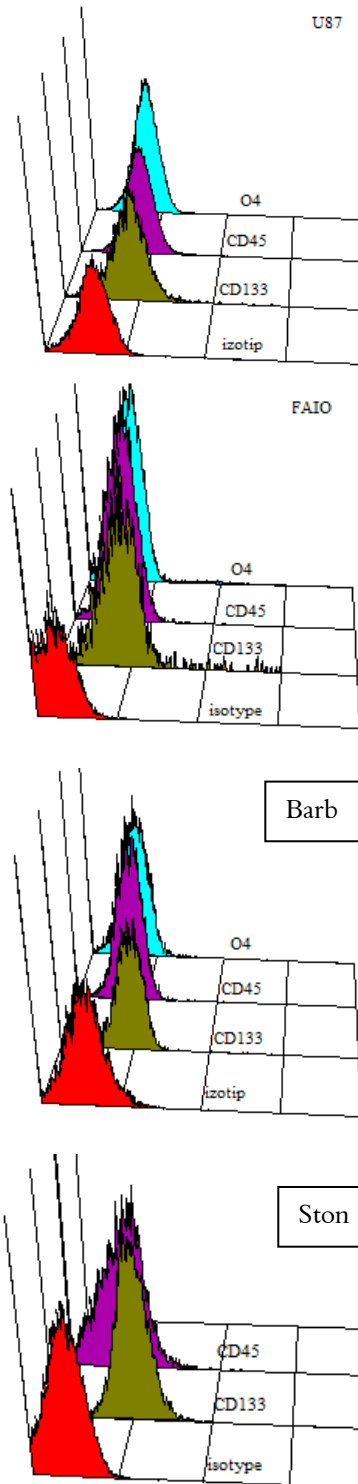 U87
O4
CD45
CD133
izotip
FAIO
O4
CD45
CD133
isotype
Barb
O4
CD45
CD133
izotip
Ston
CD45
CD133
isotype